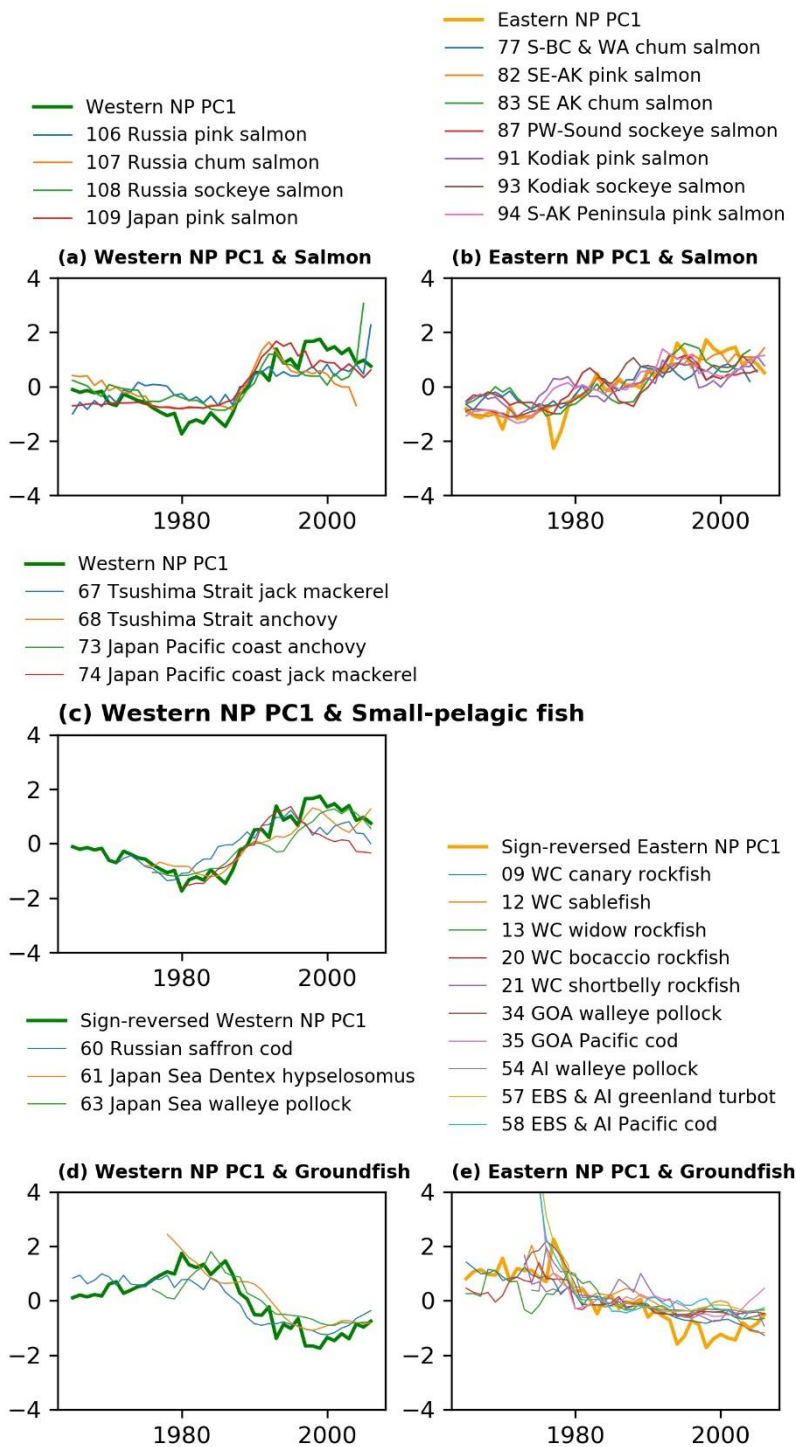 Western NP PC1
106 Russia pink salmon
107 Russia chum salmon
108 Russia sockeye salmon
109 Japan pink salmon
Eastern NP PC1
77 S-BC & WA chum salmon
82 SE-AK pink salmon
83 SE AK chum salmon
87 PW-Sound sockeye salmon
91 Kodiak pink salmon
93 Kodiak sockeye salmon
94 S-AK Peninsula pink salmon
(a) Western NP PC1 & Salmon
4
2
0
−2
−4
1980 2000
(b) Eastern NP PC1 & Salmon
4
2
0
−2
−4
1980 2000
Western NP PC1
67 Tsushima Strait jack mackerel
68 Tsushima Strait anchovy
73 Japan Pacific coast anchovy
74 Japan Pacific coast jack mackerel
(c) Western NP PC1 & Small-pelagic fish
4
2
0
−2
−4
1980 2000
Sign-reversed Western NP PC1
60 Russian saffron cod
61 Japan Sea Dentex hypselosomus
63 Japan Sea walleye pollock
Sign-reversed Eastern NP PC1
09 WC canary rockfish
12 WC sablefish
13 WC widow rockfish
20 WC bocaccio rockfish
21 WC shortbelly rockfish
34 GOA walleye pollock
35 GOA Pacific cod
54 AI walleye pollock
57 EBS & AI greenland turbot
58 EBS & AI Pacific cod
(d) Western NP PC1 & Groundfish
4
2
0
−2
−4
1980 2000
(e) Eastern NP PC1 & Groundfish
4
2
0
−2
−4
1980 2000